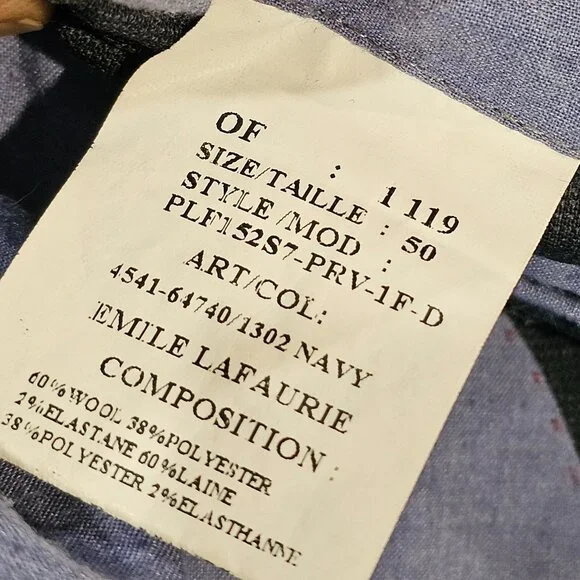 OF : 1 119
SIZE/TAILLE : 50
STYLE /MOD :
PLF152S7-PRV-1F-D
ART/COL:
4541-64740/1302 NAVY
EMILE LAFAURIE
COMPOSITION :
60%WOOL 38%POLYESTER
2%ELASTANE 60%LAINE
38%POLYESTER 2%ELASTHANNE